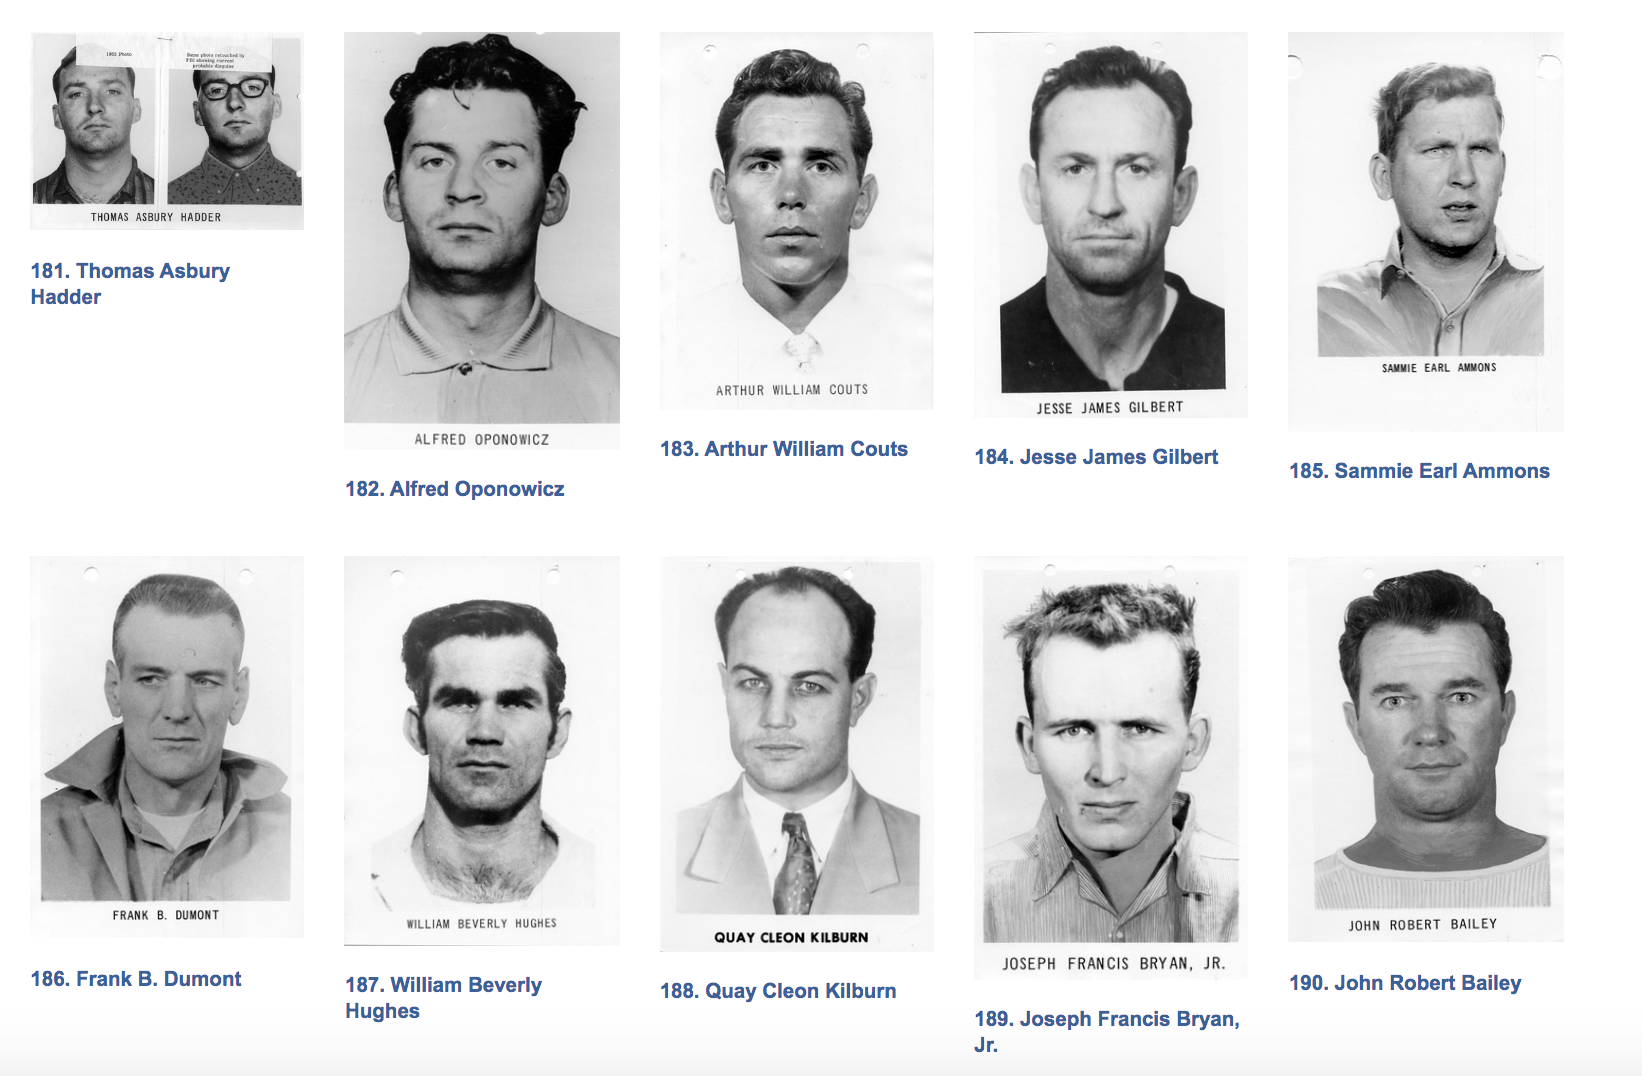 1962 Photo
Same photo retouched by
FBI showing current
probable disguise
THOMAS ASBURY HADDER
181. Thomas Asbury
Hadder
ALFRED OPONOWICZ
182. Alfred Oponowicz
ARTHUR WILLIAM COUTS
183. Arthur William Couts
JESSE JAMES GILBERT
184. Jesse James Gilbert
SAMMIE EARL AMMONS
185. Sammie Earl Ammons
FRANK B. DUMONT
186. Frank B. Dumont
WILLIAM BEVERLY HUGHES
187. William Beverly
Hughes
QUAY CLEON KILBURN
188. Quay Cleon Kilburn
JOSEPH FRANCIS BRYAN, JR.
189. Joseph Francis Bryan,
Jr.
JOHN ROBERT BAILEY
190. John Robert Bailey